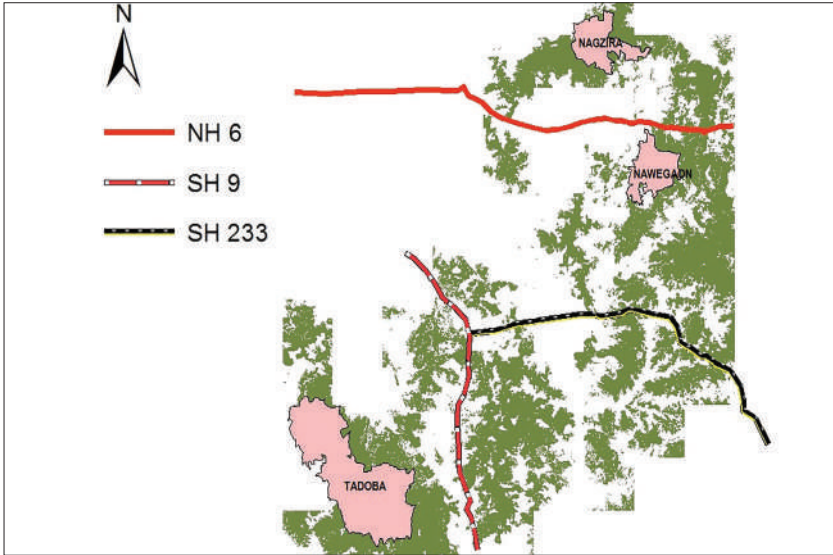 N
NH 6
SH 9
SH 233
NAGZIRA
NAWEGAON
TADOBA